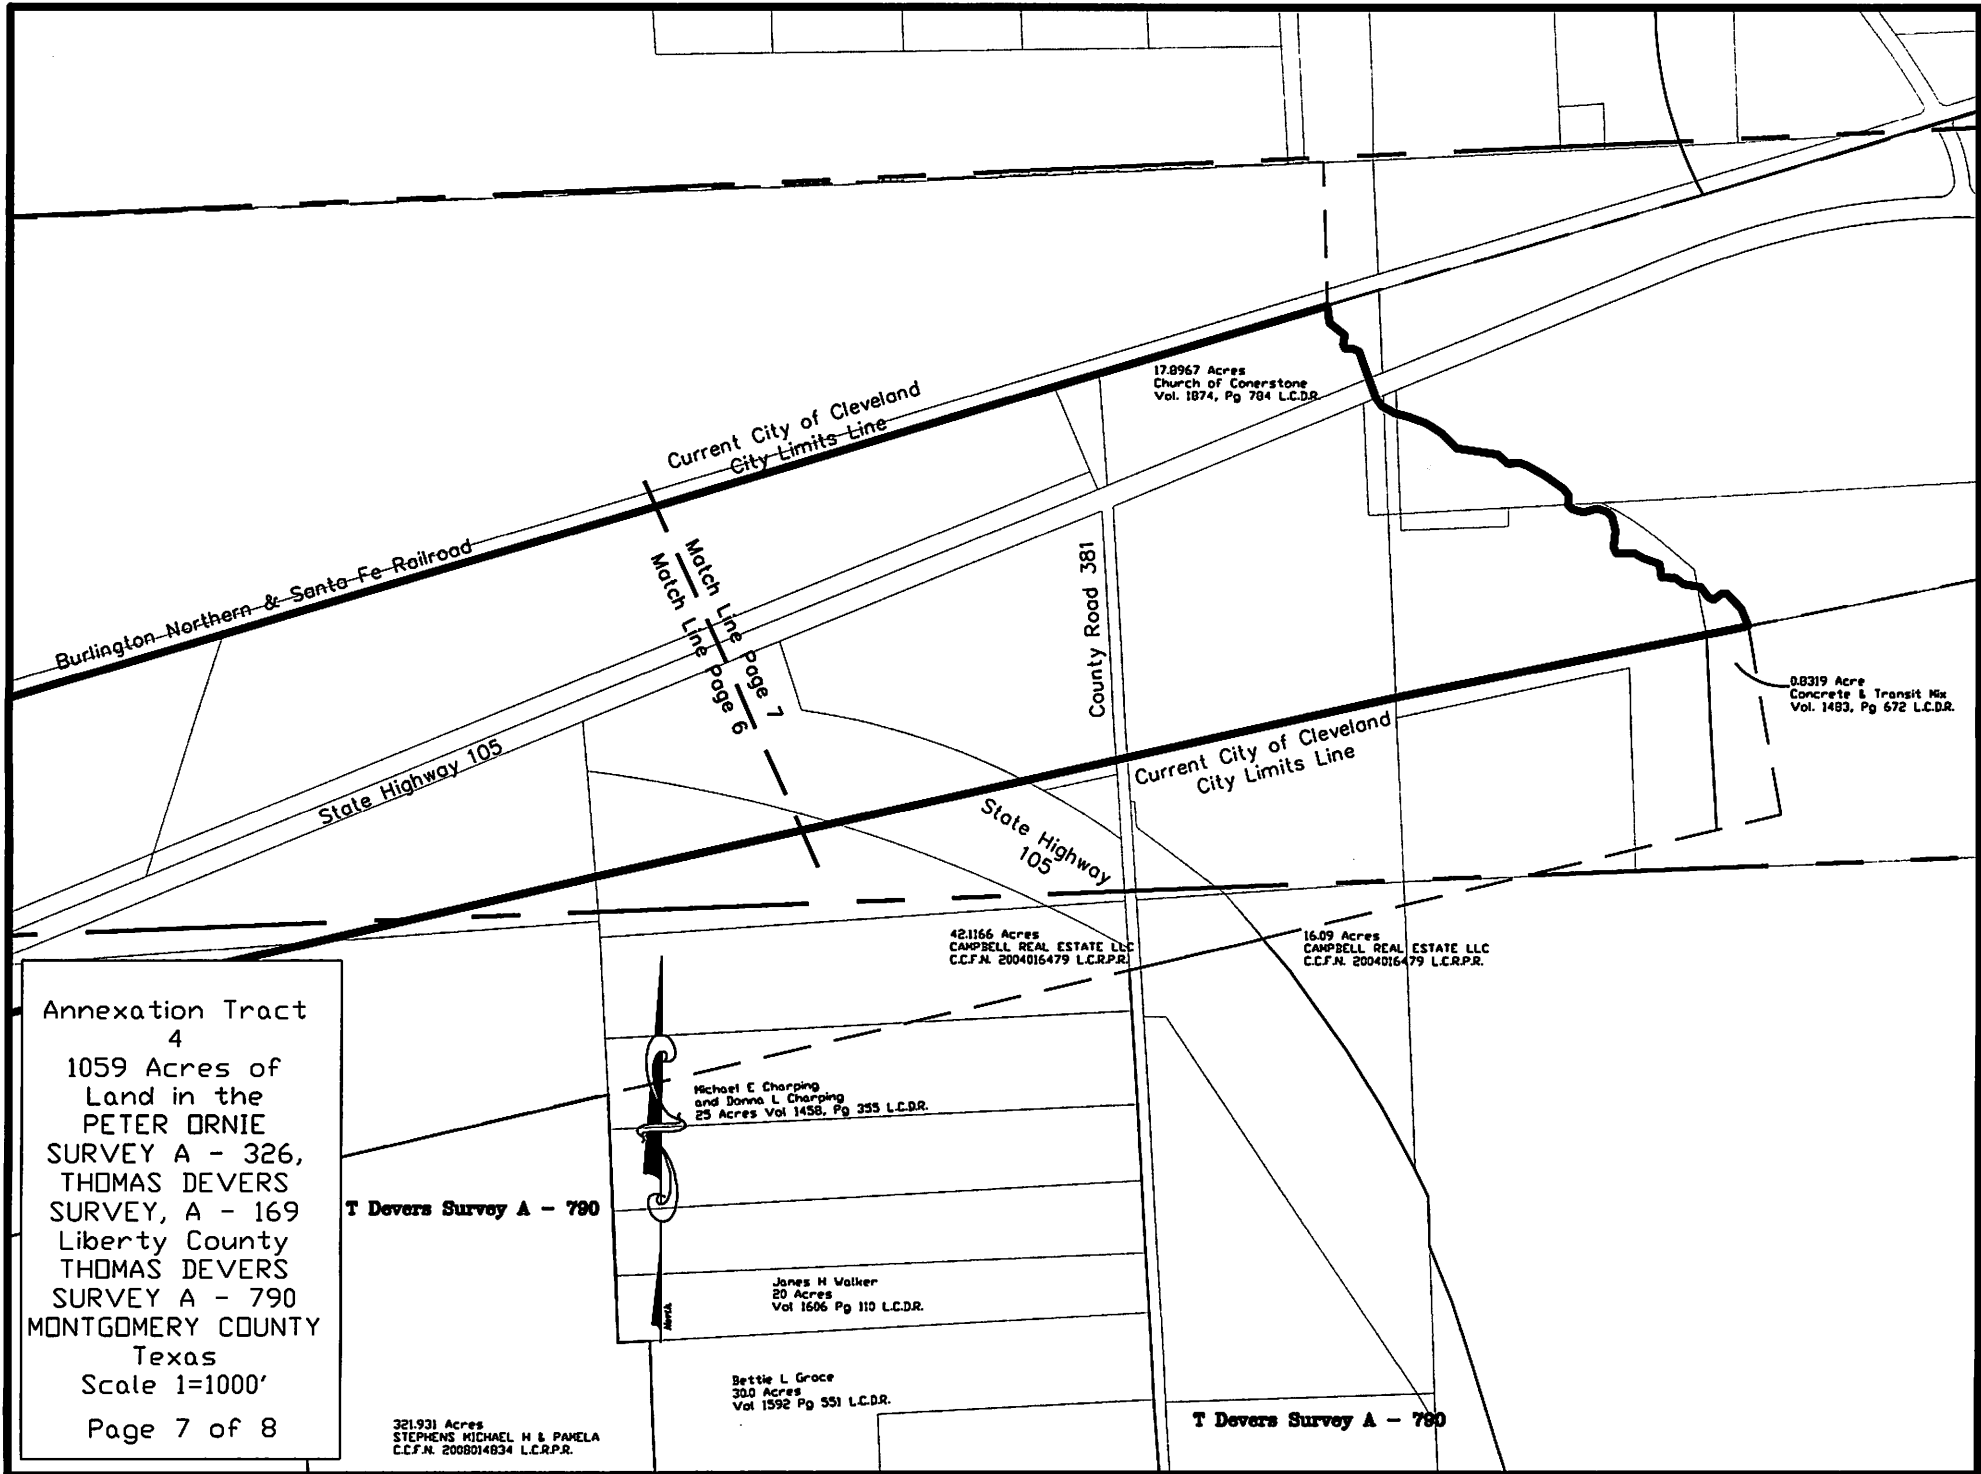 17.8967 Acres
Church of Conerstone
Vol. 1874, Pg 784 L.C.D.R.
Current City of Cleveland
City Limits Line
Burlington Northern & Santa Fe Railroad
Match Line Page 7
Match Line Page 6
County Road 381
0.8319 Acre
Concrete & Transit Mix
Vol. 1483, Pg 672 L.C.D.R.
State Highway 105
Current City of Cleveland
City Limits Line
State Highway
105
42.1166 Acres
CAMPBELL REAL ESTATE LLC
C.C.F.N. 2004016479 L.C.R.P.R.
16.09 Acres
CAMPBELL REAL ESTATE LLC
C.C.F.N. 2004016479 L.C.R.P.R.
Annexation Tract
4
1059 Acres of
Land in the
PETER ORNIE
SURVEY A - 326,
THOMAS DEVERS
SURVEY, A - 169
Liberty County
THOMAS DEVERS
SURVEY A - 790
MONTGOMERY COUNTY
Texas
Scale 1=1000'
Page 7 of 8
Michael E Charping
and Donna L Charping
25 Acres Vol 1458, Pg 355 L.C.D.R.
T Devers Survey A - 790
North
James H Walker
20 Acres
Vol 1606 Pg 110 L.C.D.R.
Bettie L Groce
30.0 Acres
Vol 1592 Pg 551 L.C.D.R.
321.931 Acres
STEPHENS MICHAEL H & PAMELA
C.C.F.N. 2008014834 L.C.R.P.R.
T Devers Survey A - 790